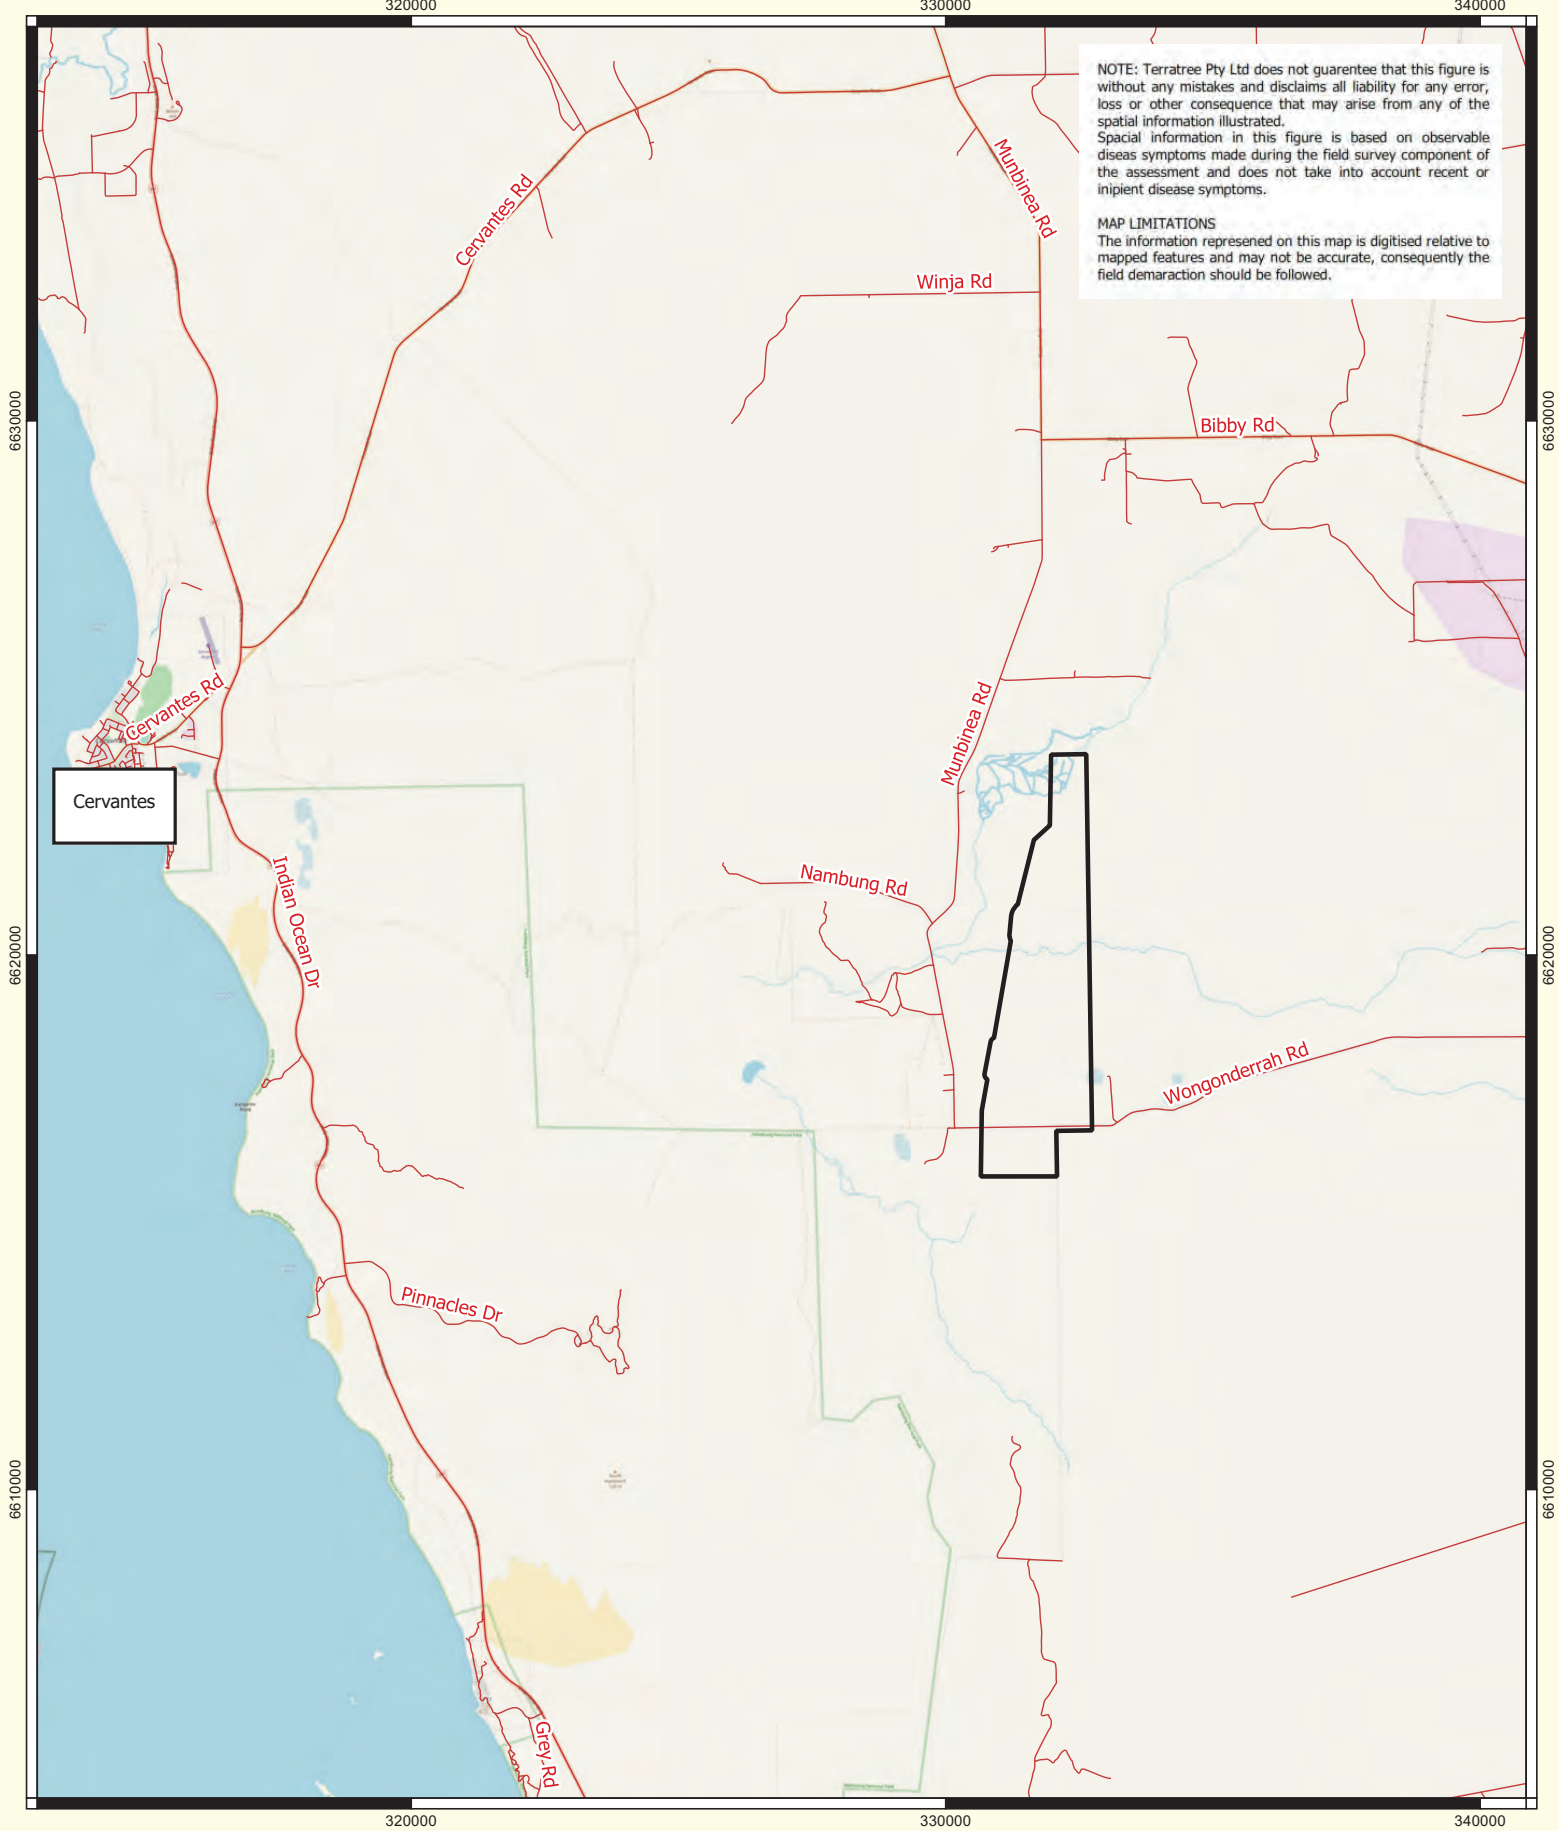 320000
330000
340000
NOTE: Terratree Pty Ltd does not guarentee that this figure is
without any mistakes and disclaims all liability for any error,
loss or other consequence that may arise from any of the
spatial information illustrated.
Spacial information in this figure is based on observable
diseas symptoms made during the field survey component of
the assessment and does not take into account recent or
inipient disease symptoms.
MAP LIMITATIONS
The information represened on this map is digitised relative to
mapped features and may not be accurate, consequently the
field demaraction should be followed.
Munbinea Rd
Cervantes Rd
Winja Rd
6630000
Bibby Rd
6630000
Cervantes Rd
Munbinea Rd
Cervantes
Indian Ocean Dr
Nambung Rd
6620000
6620000
Wongonderrah Rd
Nambung National Park
Pinnacles Dr
6610000
6610000
Grey Rd
320000
330000
340000